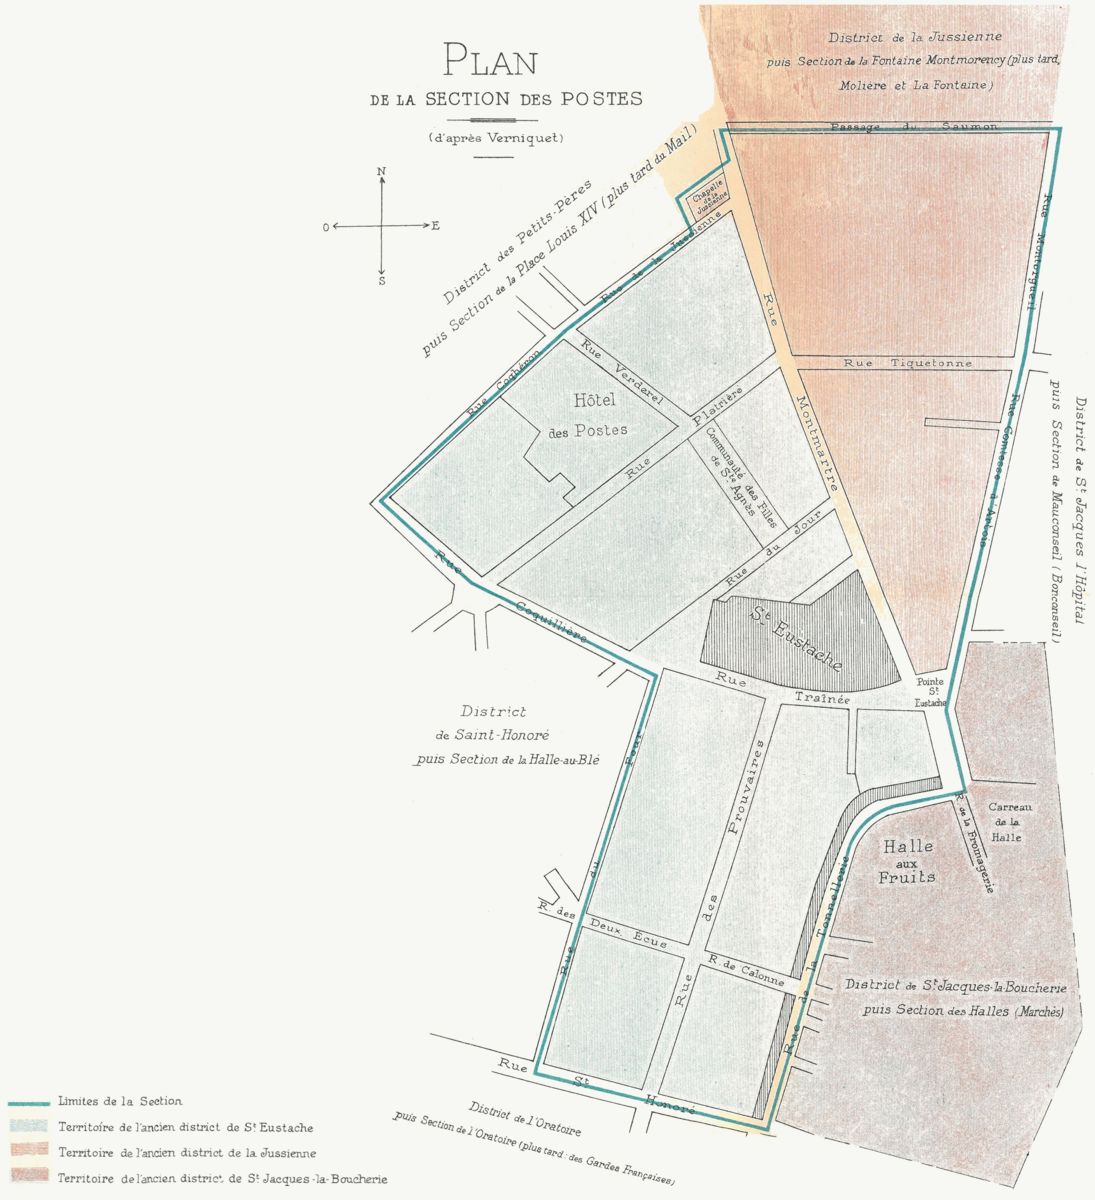 PLAN
DE LA SECTION DES POSTES
(d'après Verniquet)
N
O
E
S
District de la Jussienne
puis Section de la Fontaine Montmorency (plus tard,
Molière et La Fontaine)
Passage du Saumon
District des Petits-Pères
puis Section de la Place Louis XIV (plus tard du Mail)
Chapelle
de la
Jussienne
Rue de la Jussienne
Rue Montmartre
Rue Montorgueil
Rue Tiquetonne
Rue Comtesse d'Artois
District de St Jacques l'Hôpital
puis Section de Mauconseil (Bonconseil)
Rue Coqhéron
Rue Verderel
Rue Platrière
Hôtel
des Postes
Communauté des Filles
de Ste Agnès
Rue du Jour
Rue Coquillière
St Eustache
Rue Traînée
Pointe
St
Eustache
District
de Saint-Honoré
puis Section de la Halle-au-Blé
Rue du Four
Rue des Prouvaires
Carreau
de la
Halle
R. de la Fromagerie
Halle
aux
Fruits
Rue de la Tonnellerie
R. des Deux Ecus
R. de Calonne
District de St Jacques-la-Boucherie
puis Section des Halles (Marchés)
Rue St Honoré
District de l'Oratoire
puis Section de l'Oratoire (plus tard: des Gardes Françaises)
Limites de la Section
Territoire de l'ancien district de St Eustache
Territoire de l'ancien district de la Jussienne
Territoire de l'ancien district de St Jacques-la-Boucherie